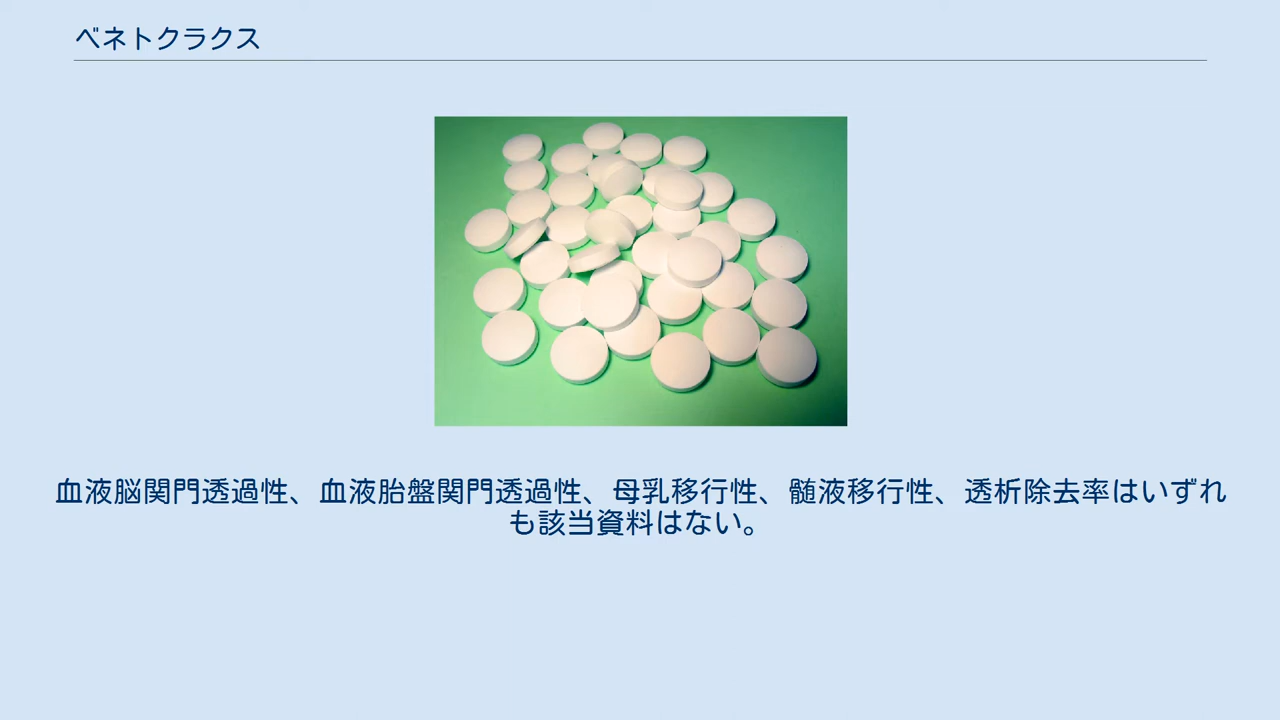 ベネトクラクス
血液脳関門透過性、血液胎盤関門透過性、母乳移行性、髄液移行性、透析除去率はいずれ
も該当資料はない。